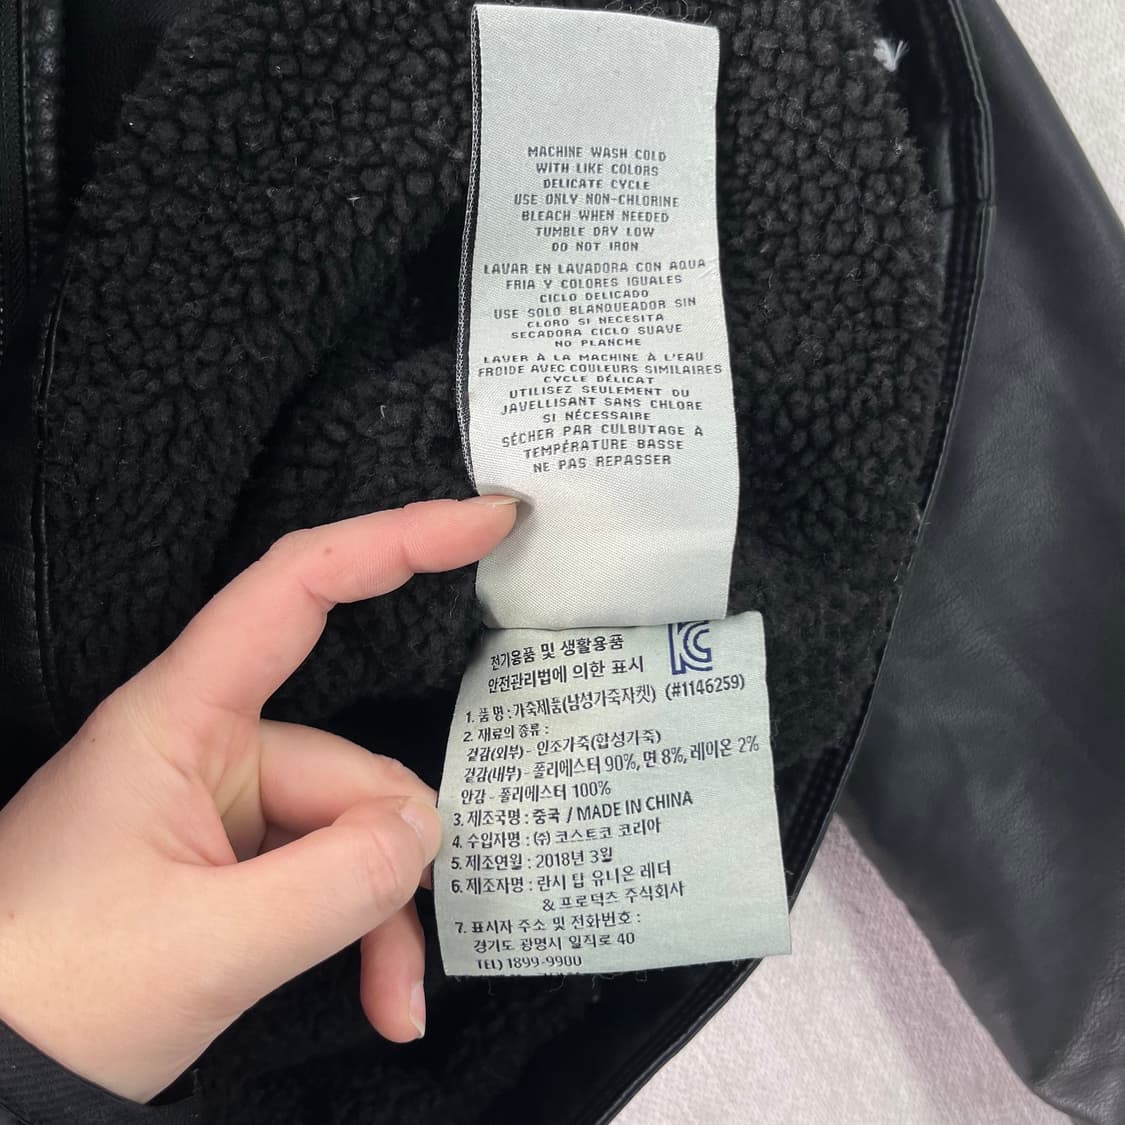 MACHINE WASH COLD
WITH LIKE COLORS
DELICATE CYCLE
USE ONLY NON-CHLORINE
BLEACH WHEN NEEDED
TUMBLE DRY LOW
DO NOT IRON
LAVAR EN LAVADORA CON AQUA
FRIA Y COLORES IGUALES
CICLO DELICADO
USE SOLO BLANQUEADOR SIN
CLORO SI NECESITA
SECADORA CICLO SUAVE
NO PLANCHE
LAVER À LA MACHINE À L'EAU
FROIDE AVEC COULEURS SIMILAIRES
CYCLE DÉLICAT
UTILISEZ SEULEMENT DU
JAVELLISANT SANS CHLORE
SI NÉCESSAIRE
SÉCHER PAR CULBUTAGE À
TEMPÉRATURE BASSE
NE PAS REPASSER
전기용품 및 생활용품
안전관리법에 의한 표시
KC
1. 품 명 : 가죽제품(남성가죽자켓) (#1146259)
2. 재료의 종류 :
겉감(외부) - 인조가죽(합성가죽)
겉감(내부) - 폴리에스터 90%, 면 8%, 레이온 2%
안감 - 폴리에스터 100%
3. 제조국명 : 중국 / MADE IN CHINA
4. 수입자명 : (주) 코스트코 코리아
5. 제조연월 : 2018년 3월
6. 제조자명 : 란시 탑 유니온 레더
& 프로덕츠 주식회사
7. 표시자 주소 및 전화번호 :
경기도 광명시 일직로 40
TEL) 1899-9900